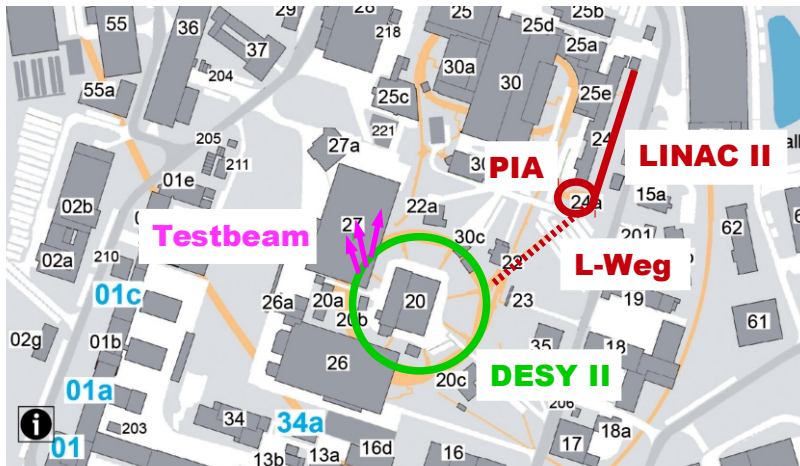 55
36
29
28
218
25
25d
25b
25a
37
30a
30
55a
204
25c
25e
221
24
205
27a
30
PIA
LINAC II
211
01e
24a
15a
02b
22a
27
62
Testbeam
30c
201
02a
210
22
L-Weg
01c
20a
20
23
19
26a
20b
61
02g
01b
26
35
18
DESY II
01a
20c
206
34
34a
18a
01
203
13b
13a
16d
16
17